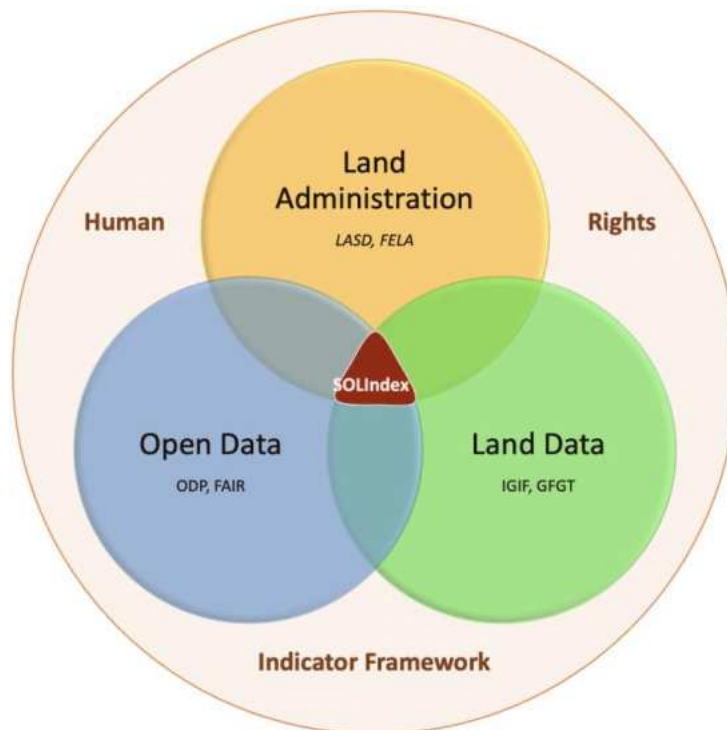 Land
Administration
LASD, FELA
Human
Rights
SOLIndex
Open Data
ODP, FAIR
Land Data
IGIF, GFGT
Indicator Framework